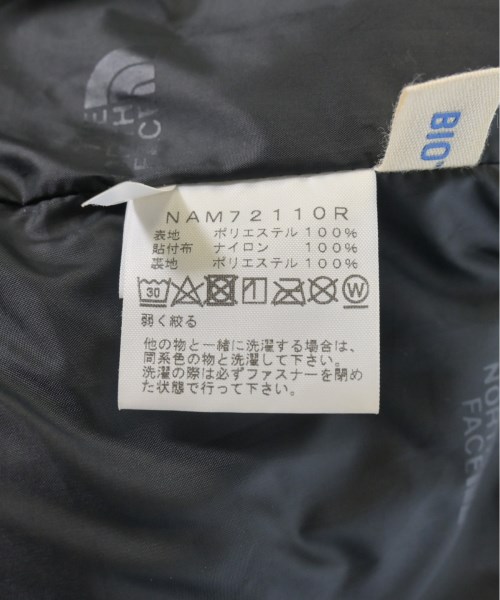 NAM72110R
表地 ポリエステル 100%
貼付布 ナイロン 100%
裏地 ポリエステル 100%
30
W
弱く絞る
他の物と一緒に洗濯する場合は、
同系色の物と洗濯して下さい。
洗濯の際は必ずファスナーを閉め
た状態で行って下さい。
BIO
NOR
FACE